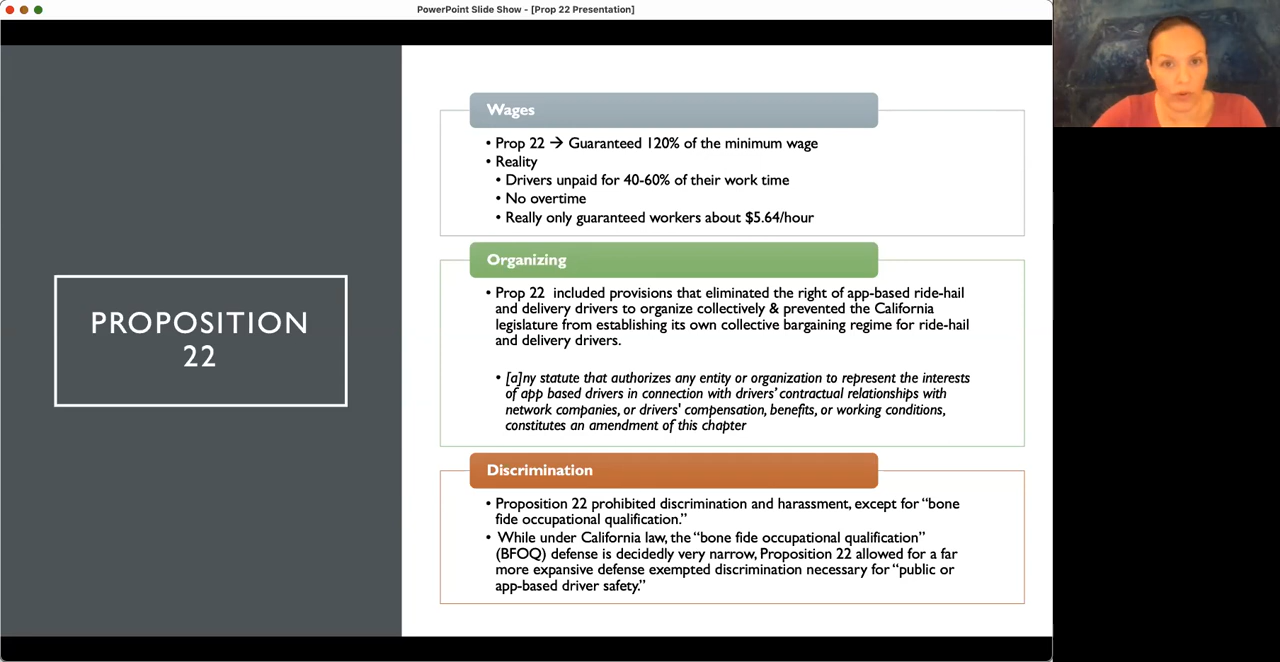 PowerPoint Slide Show - [Prop 22 Presentation]
PROPOSITION
22
Wages
• Prop 22 → Guaranteed 120% of the minimum wage
• Reality
• Drivers unpaid for 40-60% of their work time
• No overtime
• Really only guaranteed workers about $5.64/hour
Organizing
• Prop 22 included provisions that eliminated the right of app-based ride-hail
and delivery drivers to organize collectively & prevented the California
legislature from establishing its own collective bargaining regime for ride-hail
and delivery drivers.
• [a]ny statute that authorizes any entity or organization to represent the interests
of app based drivers in connection with drivers’ contractual relationships with
network companies, or drivers' compensation, benefits, or working conditions,
constitutes an amendment of this chapter
Discrimination
• Proposition 22 prohibited discrimination and harassment, except for “bone
fide occupational qualification.”
• While under California law, the “bone fide occupational qualification”
(BFOQ) defense is decidedly very narrow, Proposition 22 allowed for a far
more expansive defense exempted discrimination necessary for “public or
app-based driver safety.”